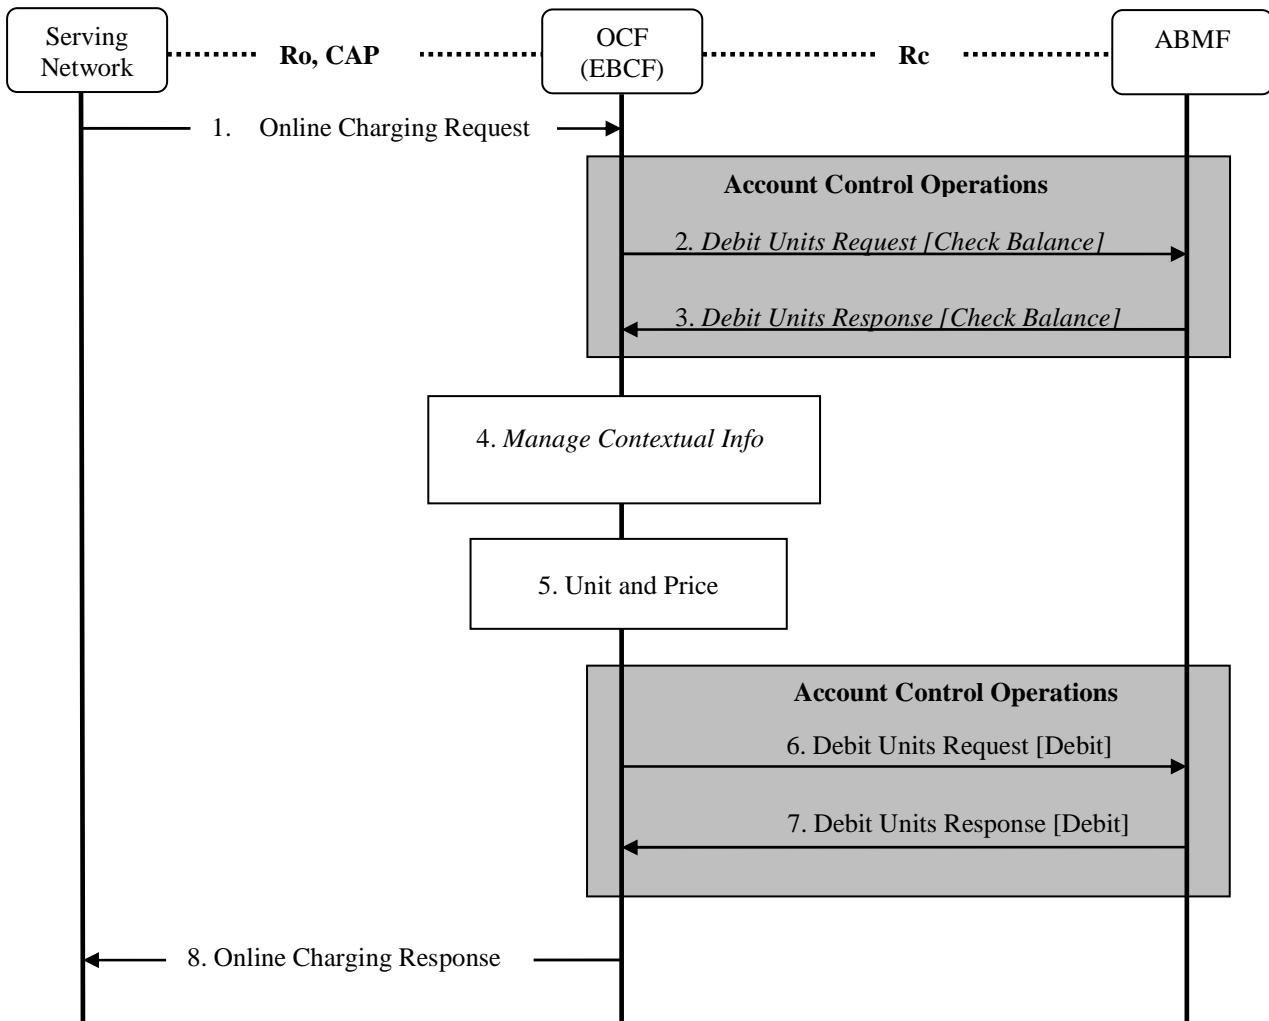 Serving
Network
Ro, CAP
OCF
(EBCF)
Rc
ABMF
1. Online Charging Request
Account Control Operations
2. Debit Units Request [Check Balance]
3. Debit Units Response [Check Balance]
4. Manage Contextual Info
5. Unit and Price
Account Control Operations
6. Debit Units Request [Debit]
7. Debit Units Response [Debit]
8. Online Charging Response